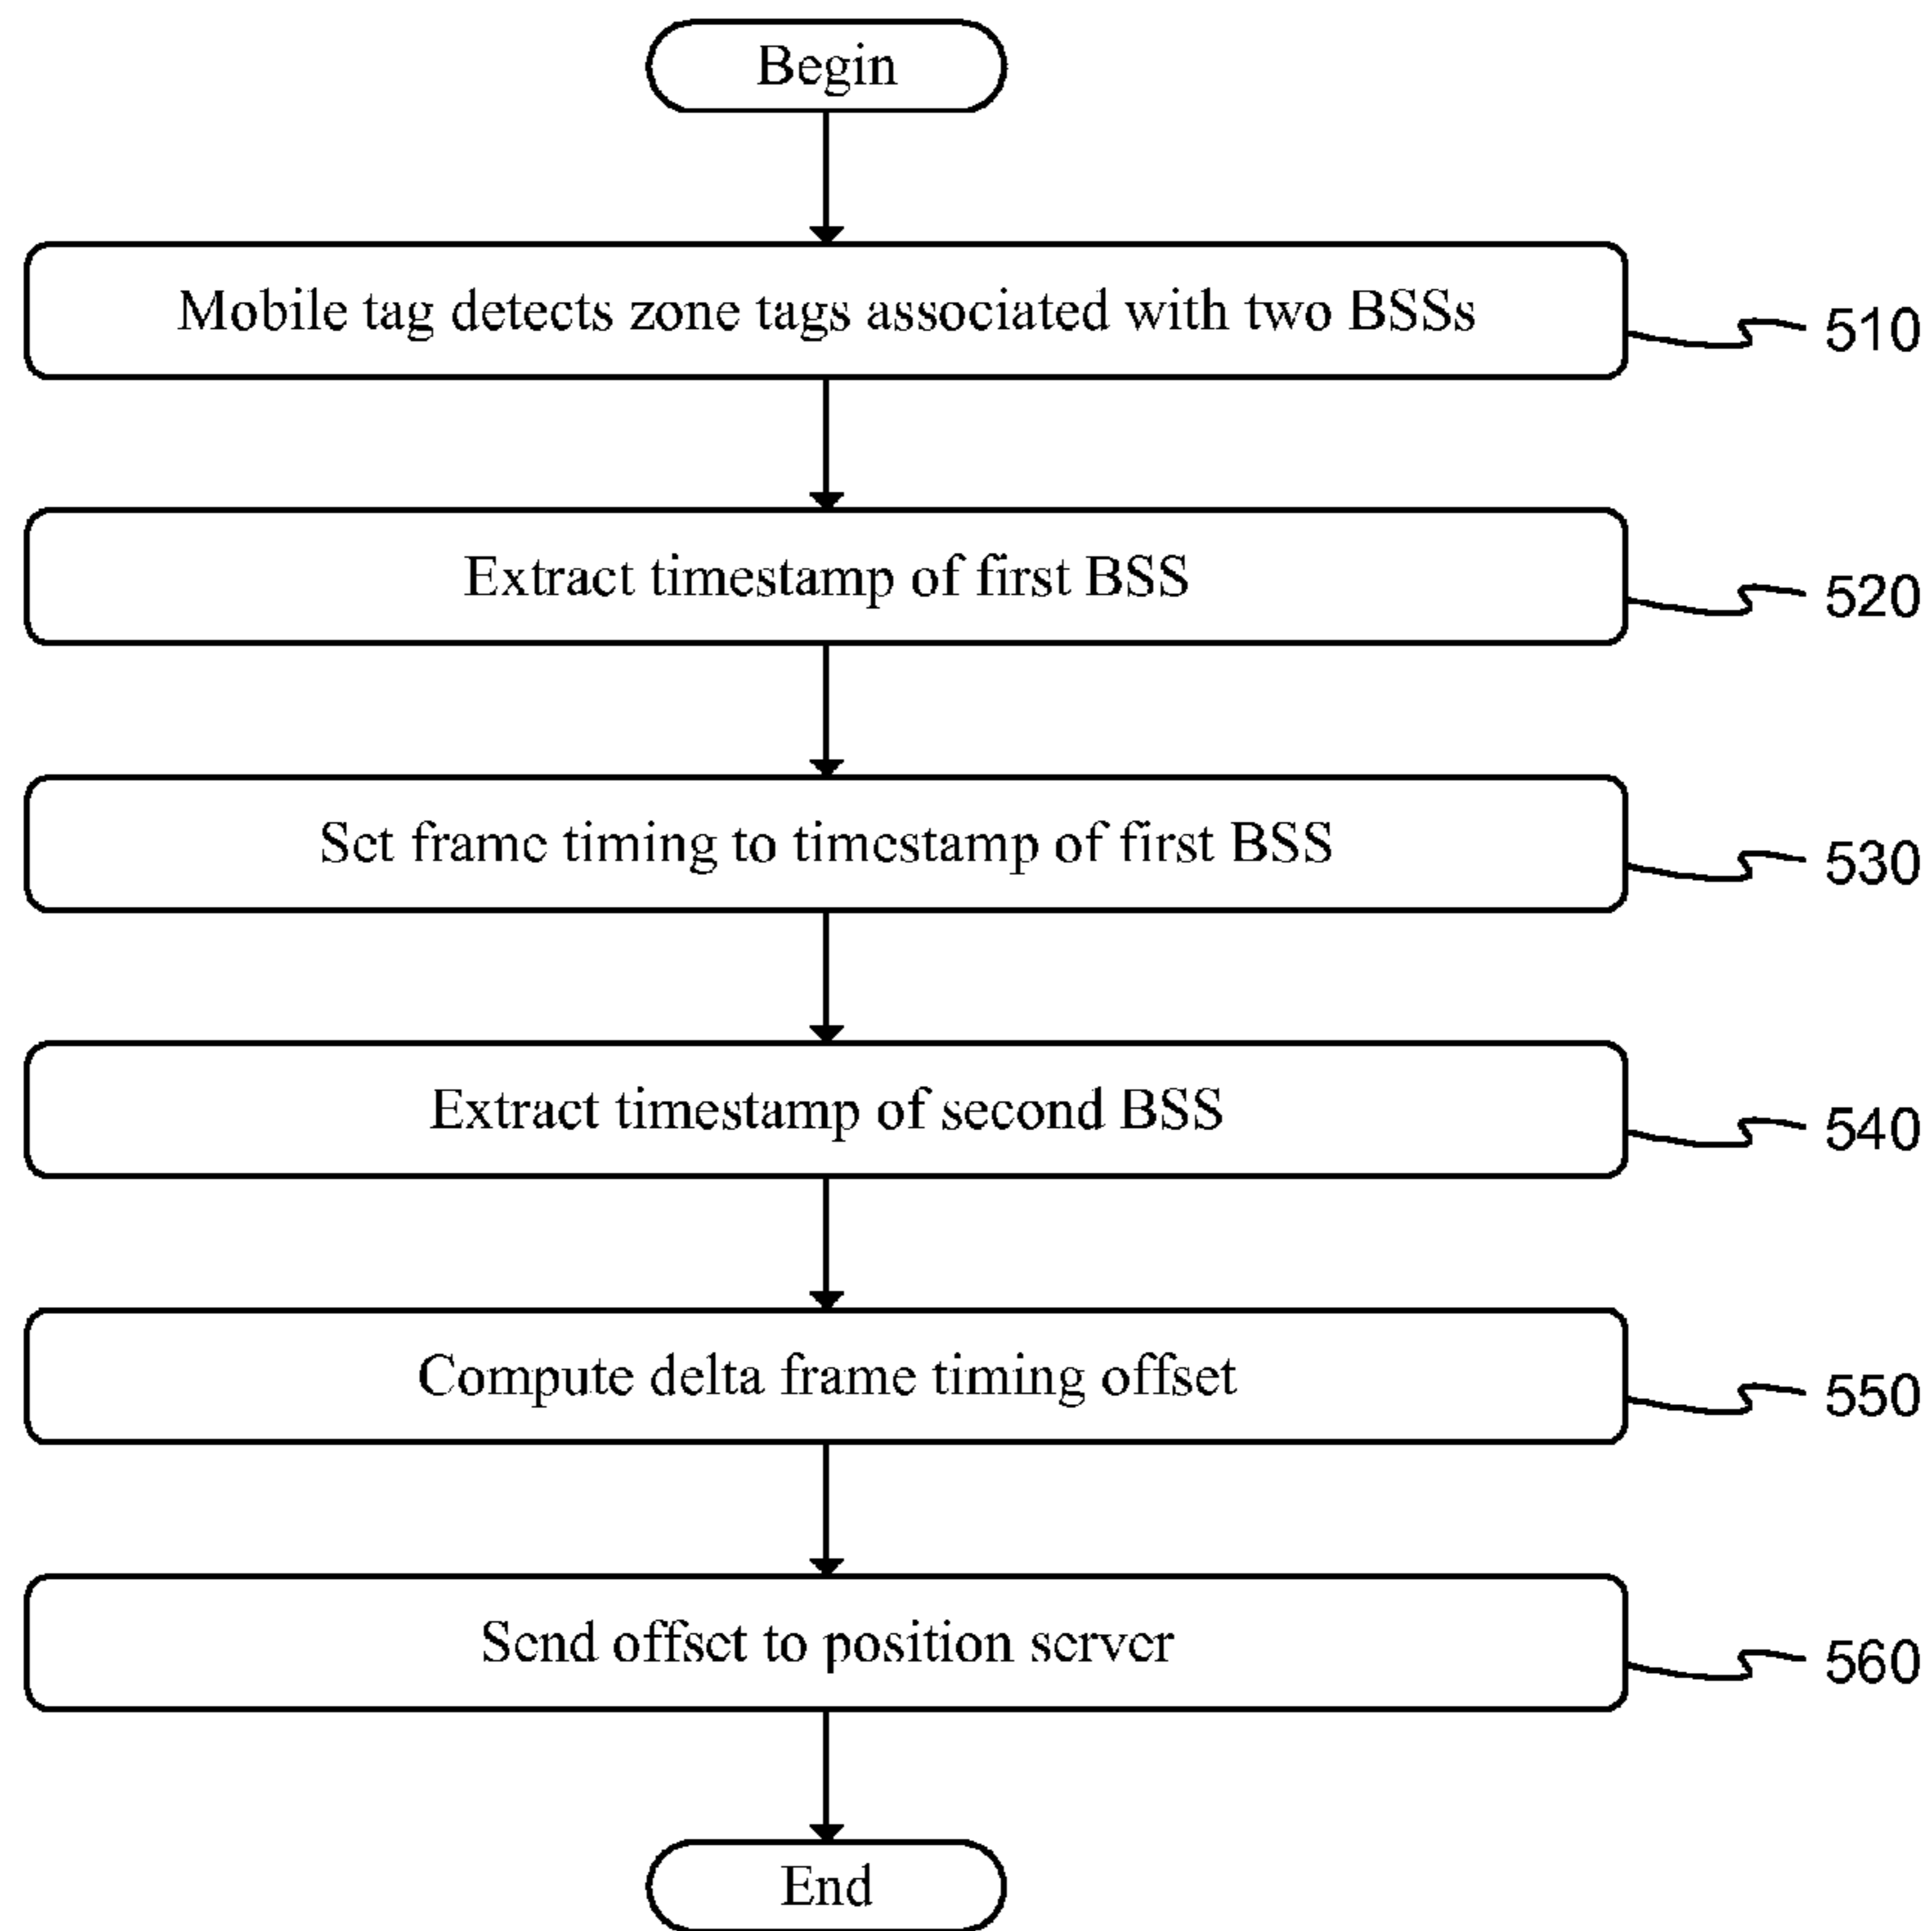 Begin
Mobile tag detects zone tags associated with two BSSs
510
Extract timestamp of first BSS
520
Set frame timing to timestamp of first BSS
530
Extract timestamp of second BSS
540
Compute delta frame timing offset
550
Send offset to position server
560
End